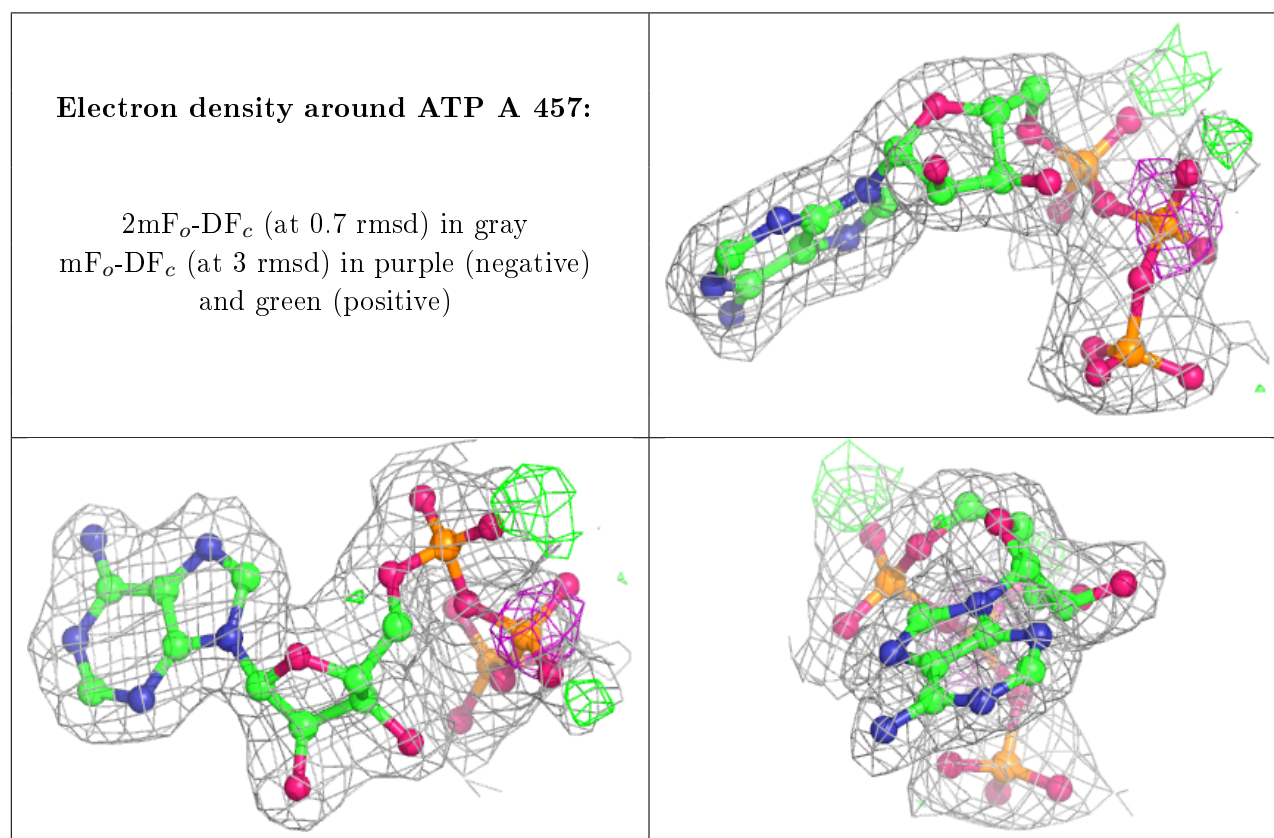 Electron density around ATP A 457:
2mFₒ-DF𝒸 (at 0.7 rmsd) in gray
mFₒ-DF𝒸 (at 3 rmsd) in purple (negative)
and green (positive)